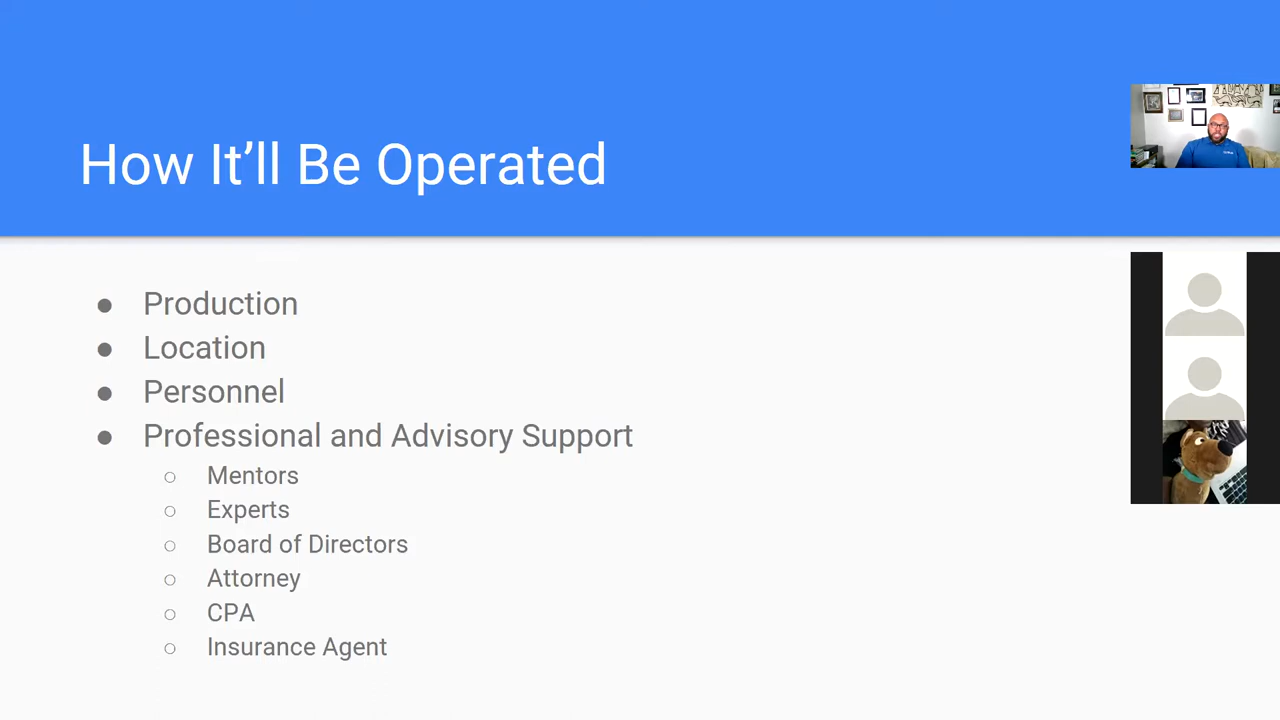 How It’ll Be Operated
● Production
● Location
● Personnel
● Professional and Advisory Support
○ Mentors
○ Experts
○ Board of Directors
○ Attorney
○ CPA
○ Insurance Agent